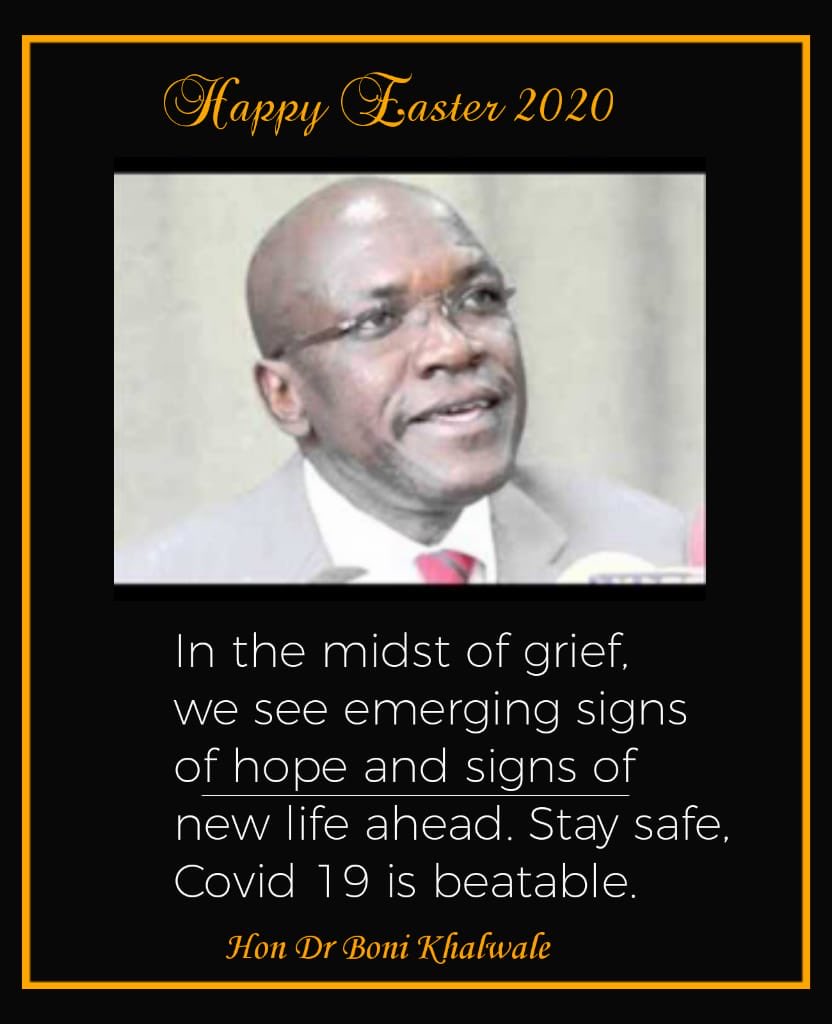 Happy Easter 2020
In the midst of grief,
we see emerging signs
of hope and signs of
new life ahead. Stay safe,
Covid 19 is beatable.
Hon Dr Boni Khalwale